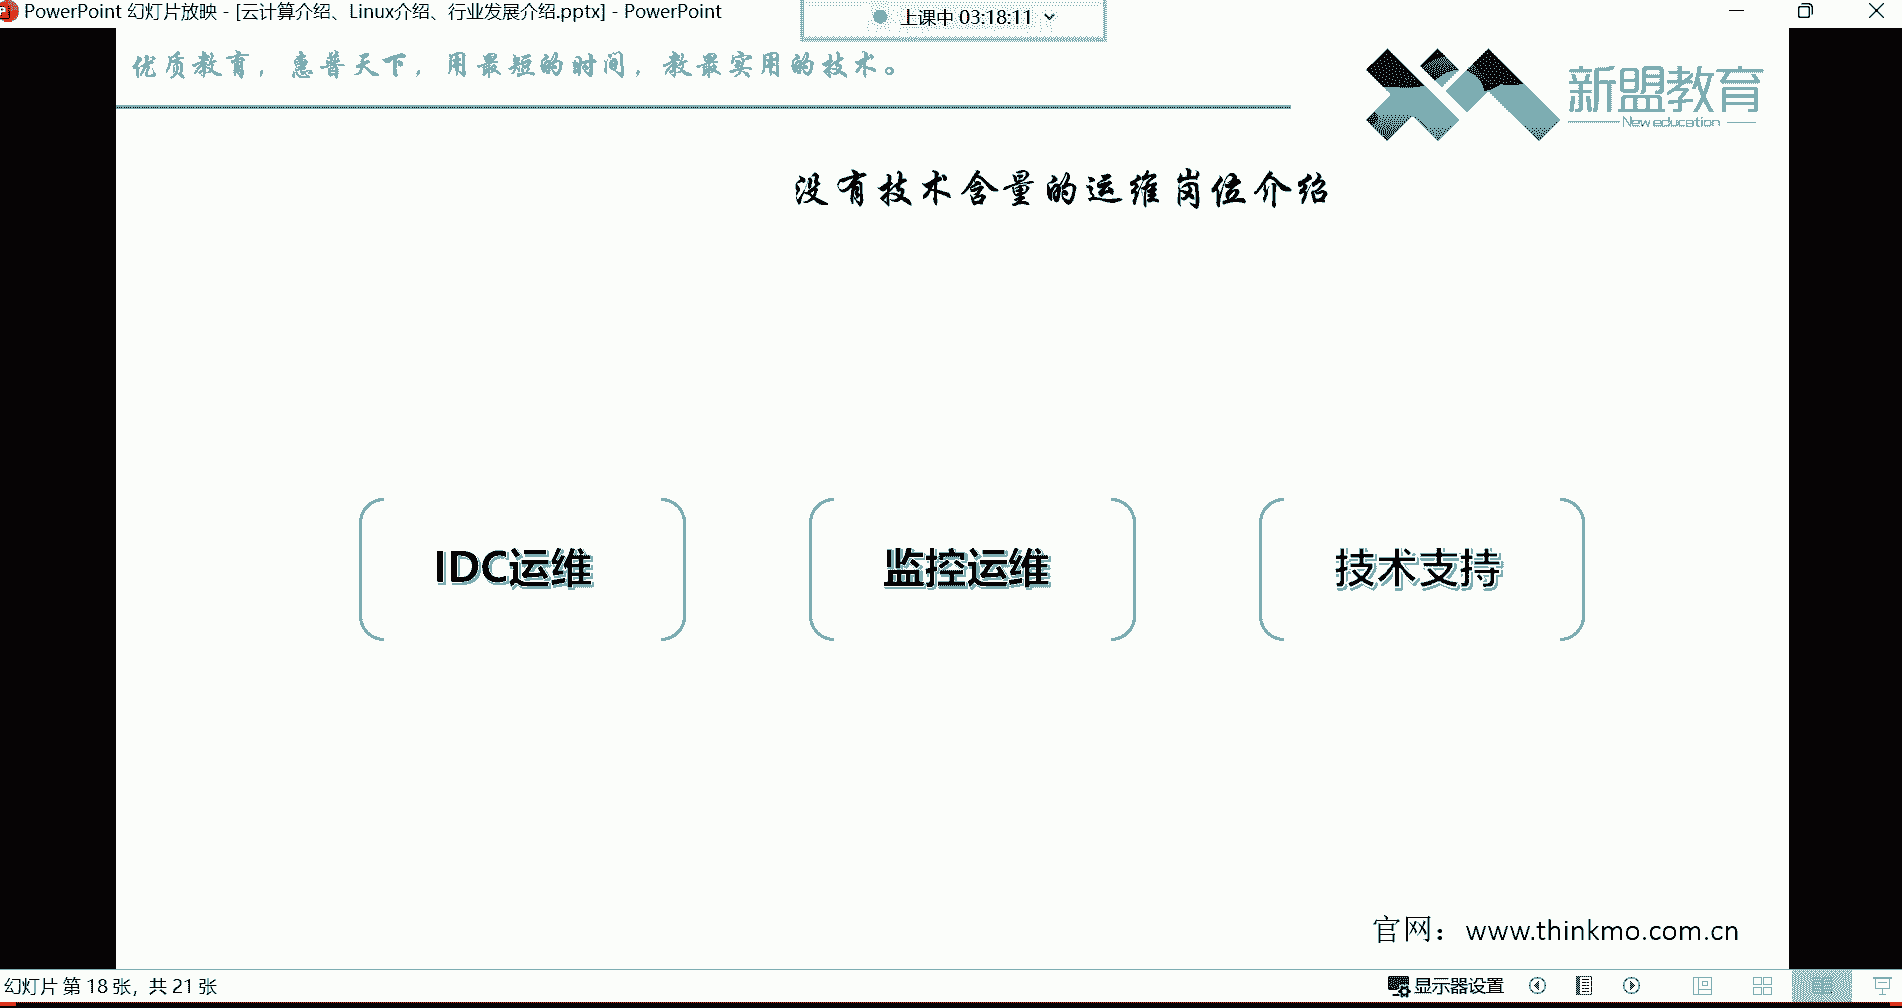 PowerPoint 幻灯片放映 - [云计算介绍、Linux介绍、行业发展介绍.pptx] - PowerPoint
上课中 03:18:11
优质教育，惠普天下，用最短的时间，教最实用的技术。
新盟教育
New education
没有技术含量的运维岗位介绍
IDC运维
监控运维
技术支持
官网：www.thinkmo.com.cn
幻灯片 第 18 张，共 21 张
显示器设置